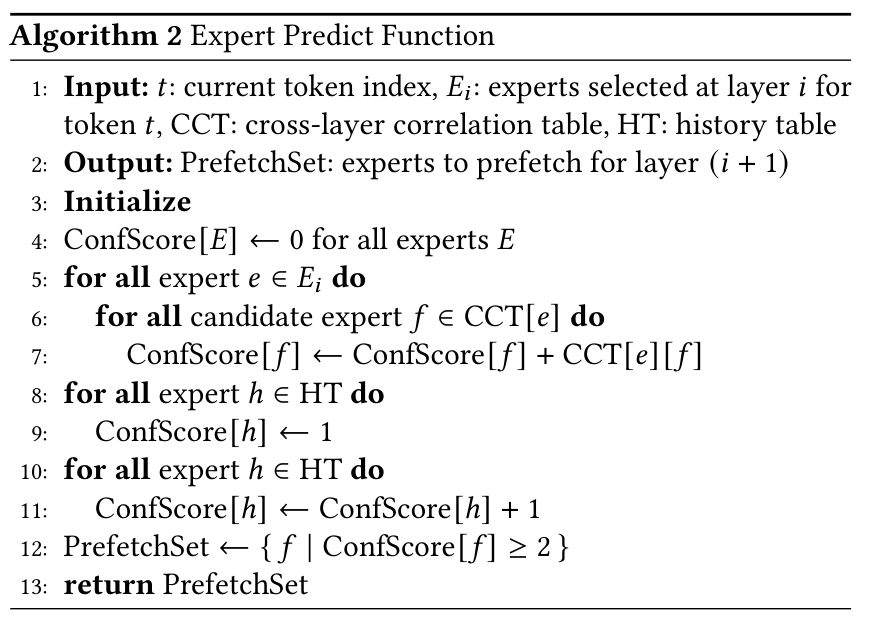 Algorithm 2 Expert Predict Function
1: Input: t: current token index, E_i: experts selected at layer i for
token t, CCT: cross-layer correlation table, HT: history table
2: Output: PrefetchSet: experts to prefetch for layer (i + 1)
3: Initialize
4: ConfScore[E] ← 0 for all experts E
5: for all expert e ∈ E_i do
6: for all candidate expert f ∈ CCT[e] do
7: ConfScore[f] ← ConfScore[f] + CCT[e][f]
8: for all expert h ∈ HT do
9: ConfScore[h] ← 1
10: for all expert h ∈ HT do
11: ConfScore[h] ← ConfScore[h] + 1
12: PrefetchSet ← { f | ConfScore[f] ≥ 2 }
13: return PrefetchSet